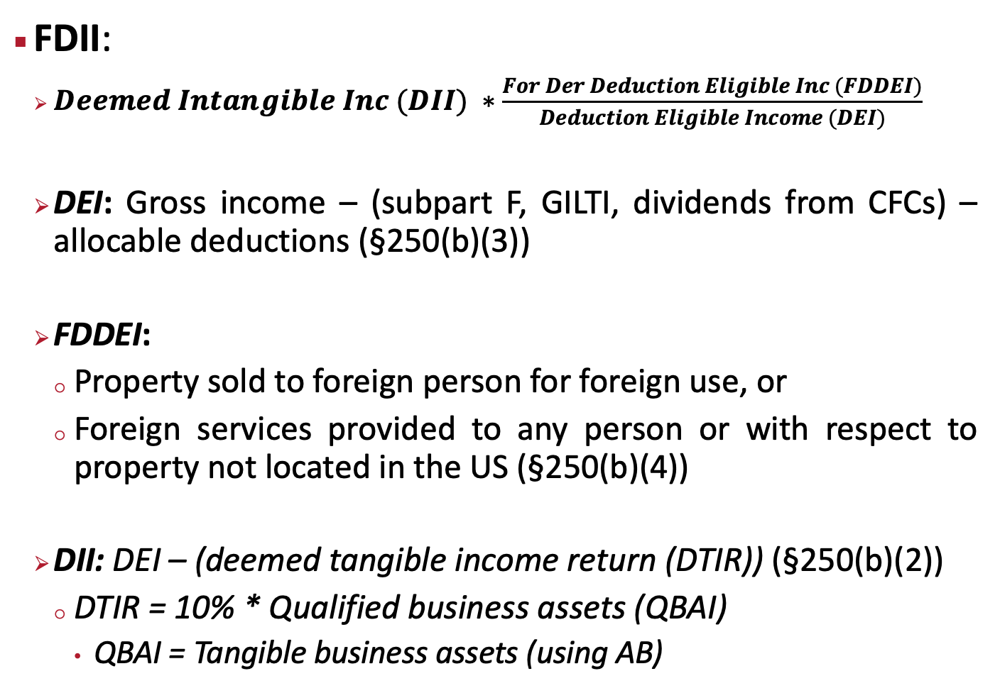 ▪ FDII:
➢ Deemed Intangible Inc (DII) * For Der Deduction Eligible Inc (FDDEI)
Deduction Eligible Income (DEI)
➢ DEI: Gross income – (subpart F, GILTI, dividends from CFCs) –
allocable deductions (§250(b)(3))
➢ FDDEI:
○ Property sold to foreign person for foreign use, or
○ Foreign services provided to any person or with respect to
property not located in the US (§250(b)(4))
➢ DII: DEI – (deemed tangible income return (DTIR)) (§250(b)(2))
○ DTIR = 10% * Qualified business assets (QBAI)
• QBAI = Tangible business assets (using AB)